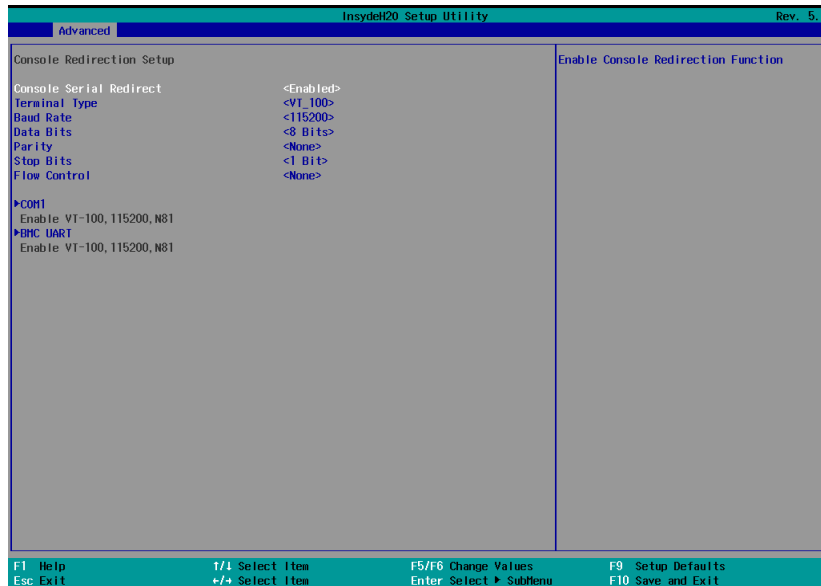 InsydeH20 Setup Utility Rev. 5.
Advanced
Console Redirection Setup
Enable Console Redirection Function
Console Serial Redirect <Enabled>
Terminal Type <VT_100>
Baud Rate <115200>
Data Bits <8 Bits>
Parity <None>
Stop Bits <1 Bit>
Flow Control <None>
▶COM1
Enable VT-100,115200,N81
▶BMC UART
Enable VT-100,115200,N81
F1 Help ↑/↓ Select Item F5/F6 Change Values F9 Setup Defaults
Esc Exit ←/→ Select Item Enter Select ▶ SubMenu F10 Save and Exit